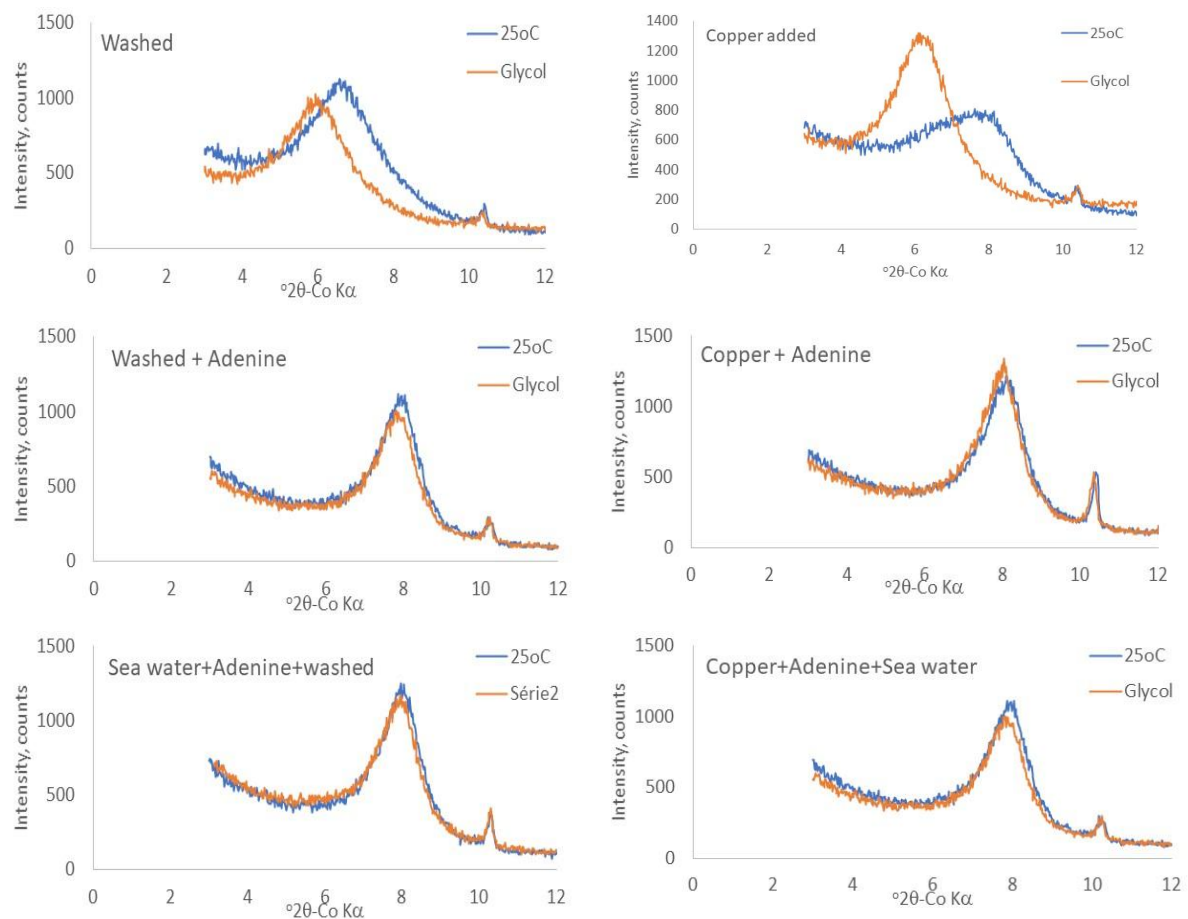 1500
Washed
25oC
Glycol
1000
500
0
0 2 4 6 8 10 12
Intensity, counts
°2θ-Co Kα
1400
Copper added
25oC
1200
Glycol
1000
800
600
400
200
0
0 2 4 6 8 10 12
Intensity, counts
°2θ-Co Kα
1500
Washed + Adenine
25oC
Glycol
1000
500
0
0 2 4 6 8 10 12
Intensity, counts
°2θ-Co Kα
1500
Copper + Adenine
25oC
Glycol
1000
500
0
0 2 4 6 8 10 12
Intensity, counts
°2θ-Co Kα
1500
Sea water+Adenine+washed
25oC
Série2
1000
500
0
0 2 4 6 8 10 12
Intensity, counts
°2θ-Co Kα
1500
Copper+Adenine+Sea water
25oC
Glycol
1000
500
0
0 2 4 6 8 10 12
Intensity, counts
°2θ-Co Kα